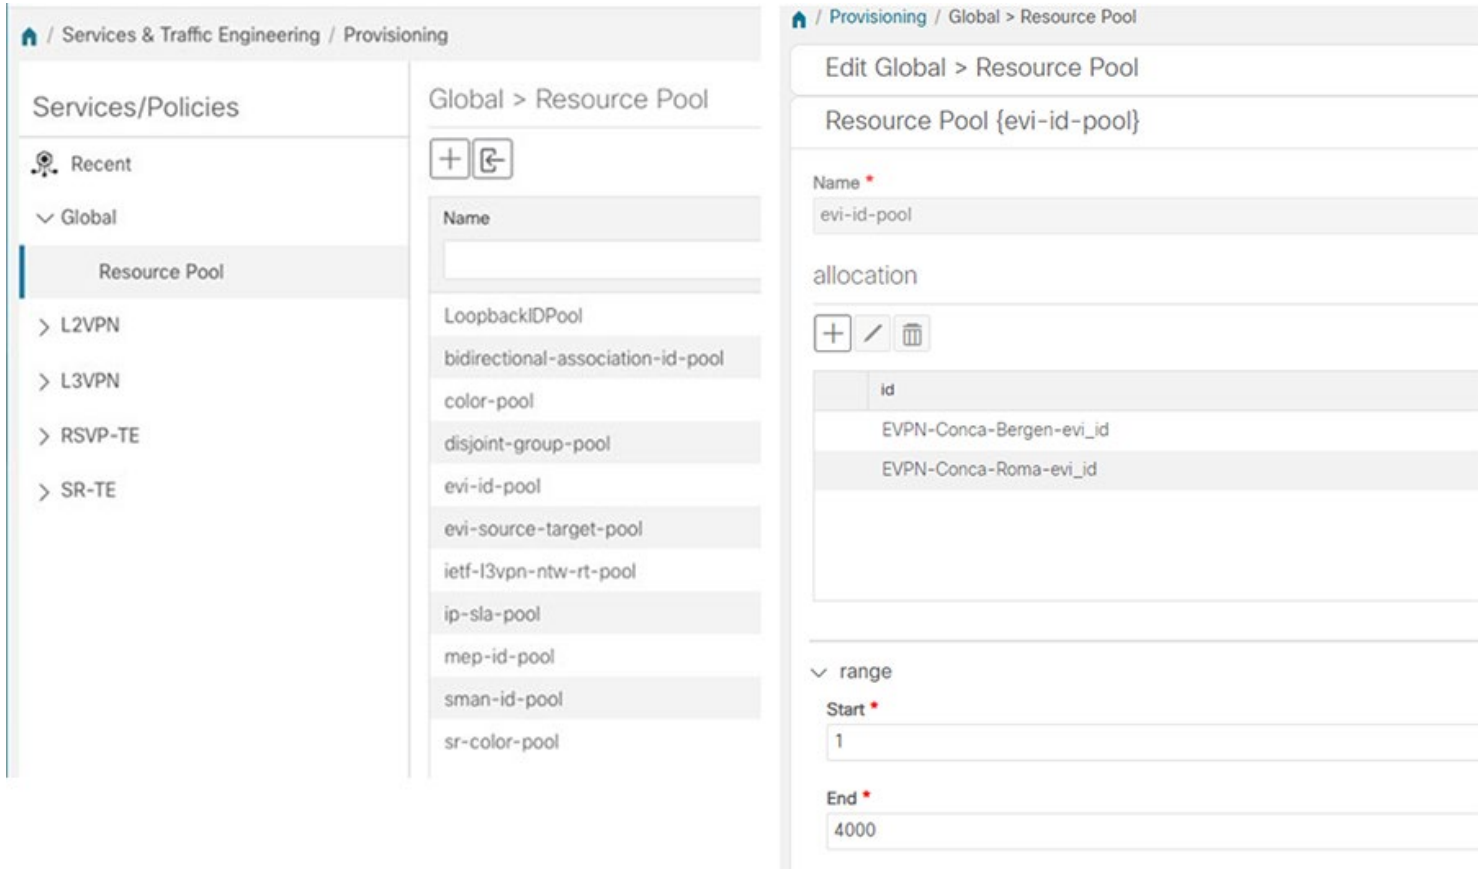 / Services & Traffic Engineering / Provisioning
Services/Policies
Recent
Global
Resource Pool
L2VPN
L3VPN
RSVP-TE
SR-TE
Global > Resource Pool
Name
LoopbackIDPool
bidirectional-association-id-pool
color-pool
disjoint-group-pool
evi-id-pool
evi-source-target-pool
ietf-l3vpn-ntw-rt-pool
ip-sla-pool
mep-id-pool
sman-id-pool
sr-color-pool
/ Provisioning / Global > Resource Pool
Edit Global > Resource Pool
Resource Pool {evi-id-pool}
Name *
evi-id-pool
allocation
id
EVPN-Conca-Bergen-evi_id
EVPN-Conca-Roma-evi_id
range
Start *
1
End *
4000